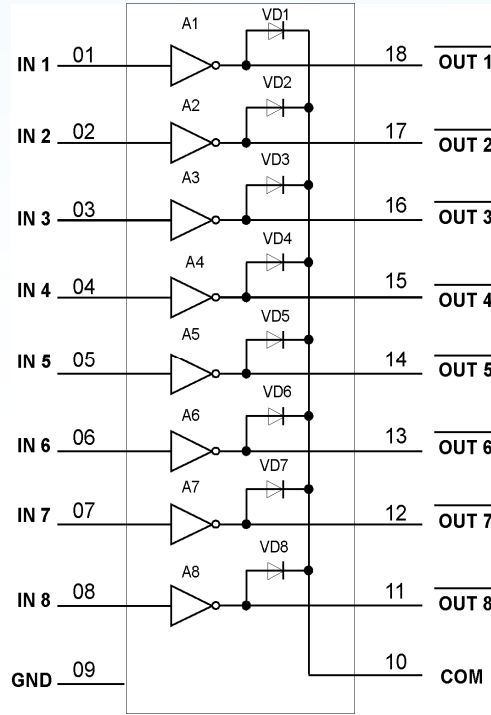 A1 VD1
IN 1 01 18 OUT 1
A2 VD2
IN 2 02 17 OUT 2
A3 VD3
IN 3 03 16 OUT 3
A4 VD4
IN 4 04 15 OUT 4
A5 VD5
IN 5 05 14 OUT 5
A6 VD6
IN 6 06 13 OUT 6
A7 VD7
IN 7 07 12 OUT 7
A8 VD8
IN 8 08 11 OUT 8
GND 09 10 COM